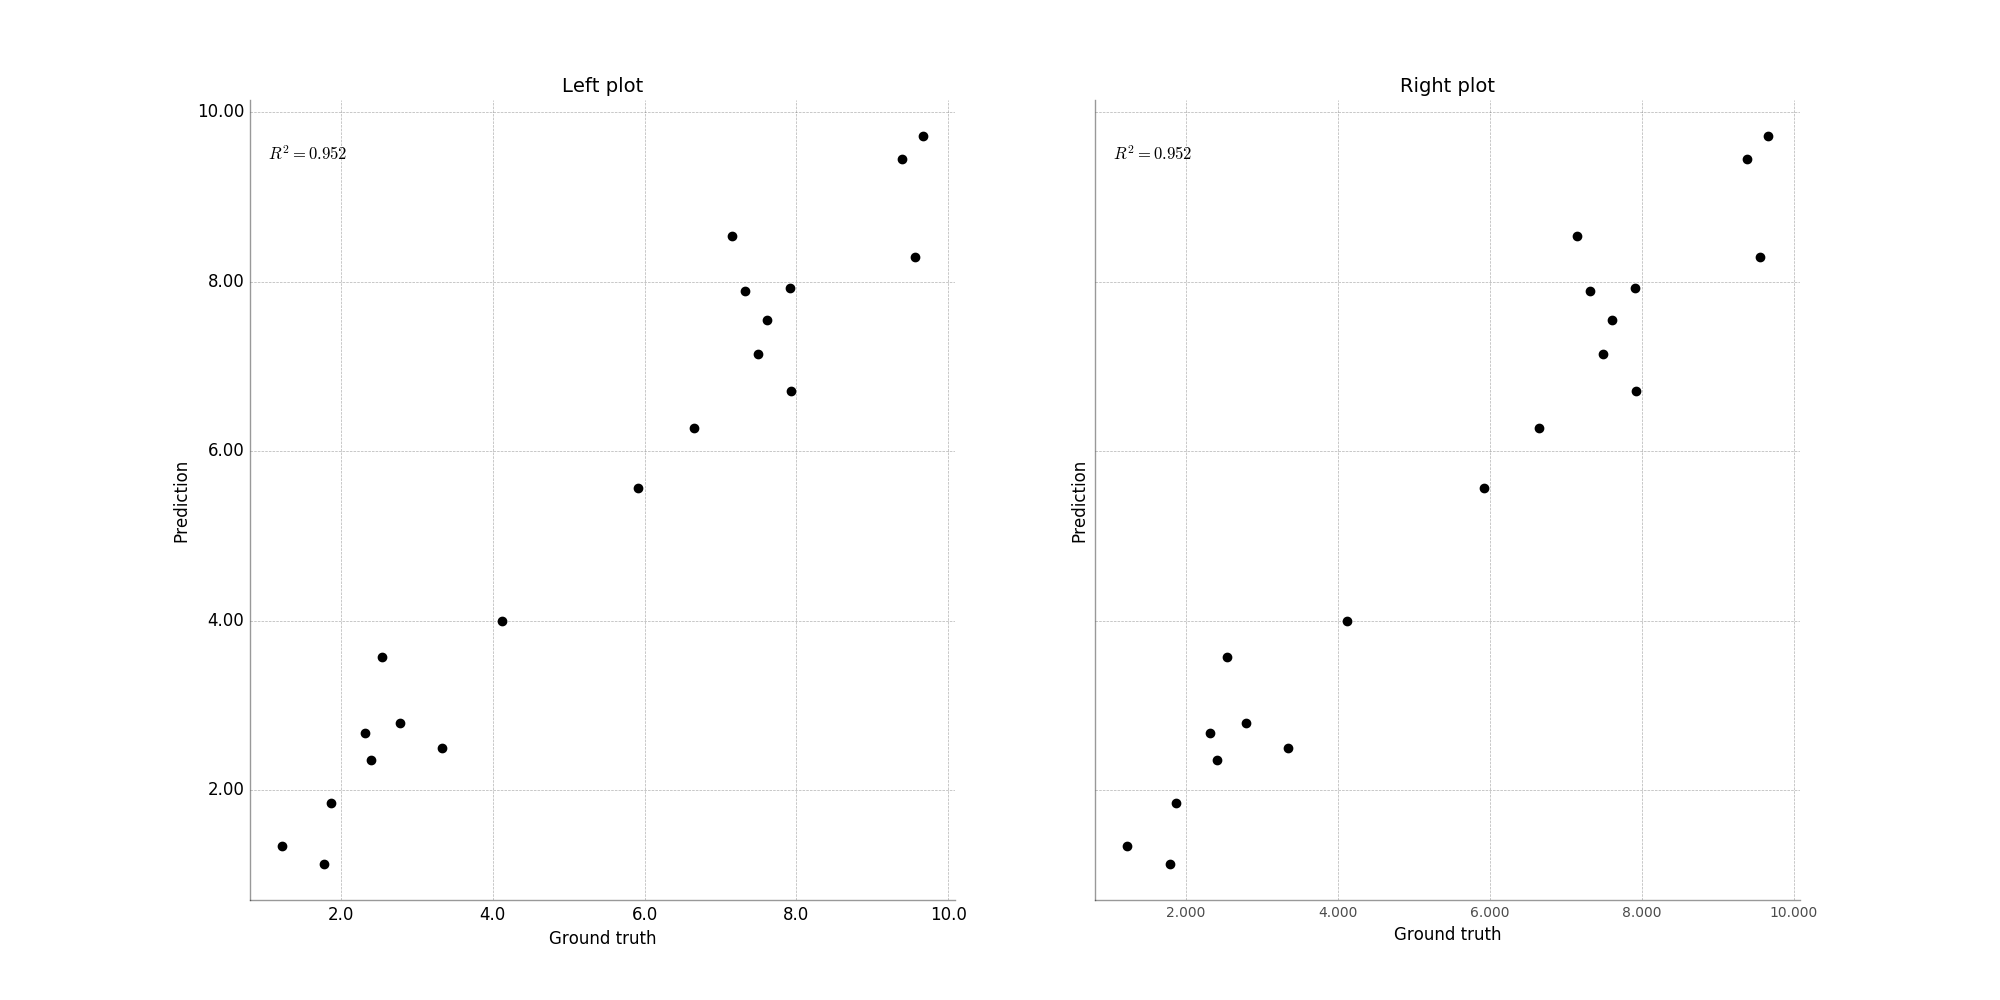 Left plot
10.00
R² = 0.952
8.00
6.00
Prediction
4.00
2.00
2.0 4.0 6.0 8.0 10.0
Ground truth
Right plot
R² = 0.952
Prediction
2.000 4.000 6.000 8.000 10.000
Ground truth